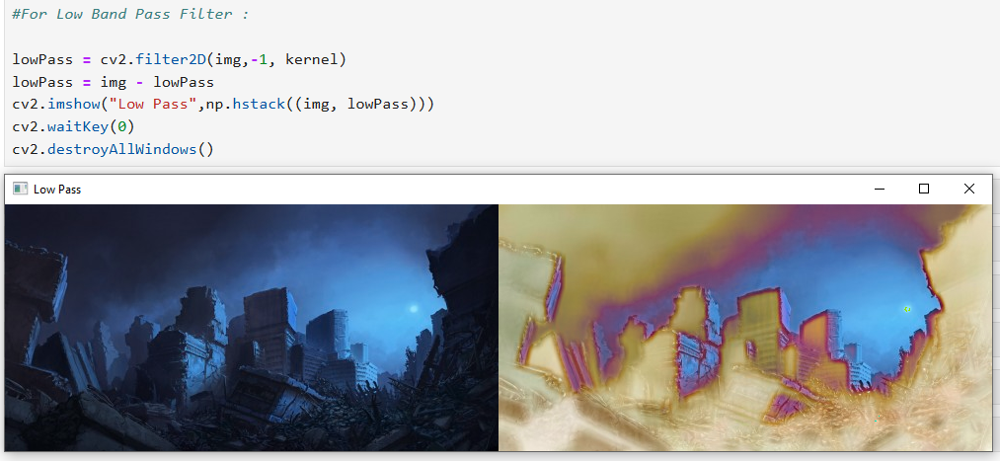 #For Low Band Pass Filter :
lowPass = cv2.filter2D(img,-1, kernel)
lowPass = img - lowPass
cv2.imshow("Low Pass",np.hstack((img, lowPass)))
cv2.waitKey(0)
cv2.destroyAllWindows()
Low Pass